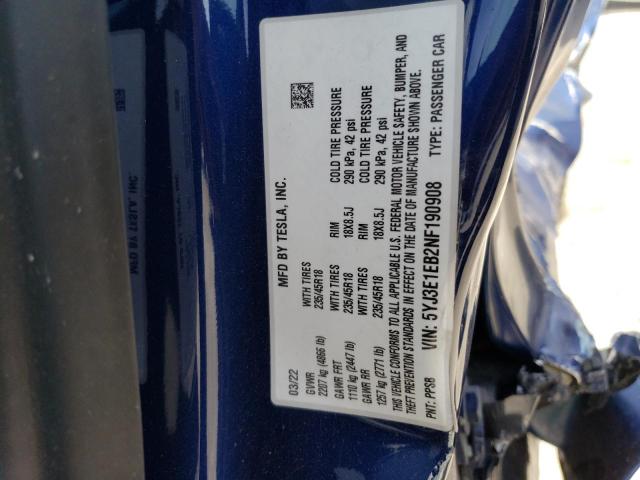 MFD BY TESLA, INC.
03/22
GVWR
2207 kg (4866 lb)
GAWR FRT WITH TIRES RIM COLD TIRE PRESSURE
1110 kg (2447 lb) 235/45R18 18X8.5J 290 kPa, 42 psi
GAWR RR WITH TIRES RIM COLD TIRE PRESSURE
1257 kg (2771 lb) 235/45R18 18X8.5J 290 kPa, 42 psi
THIS VEHICLE CONFORMS TO ALL APPLICABLE U.S. FEDERAL MOTOR VEHICLE SAFETY, BUMPER, AND
THEFT PREVENTION STANDARDS IN EFFECT ON THE DATE OF MANUFACTURE SHOWN ABOVE.
PNT: PPSB VIN: 5YJ3E1EB2NF190908 TYPE: PASSENGER CAR